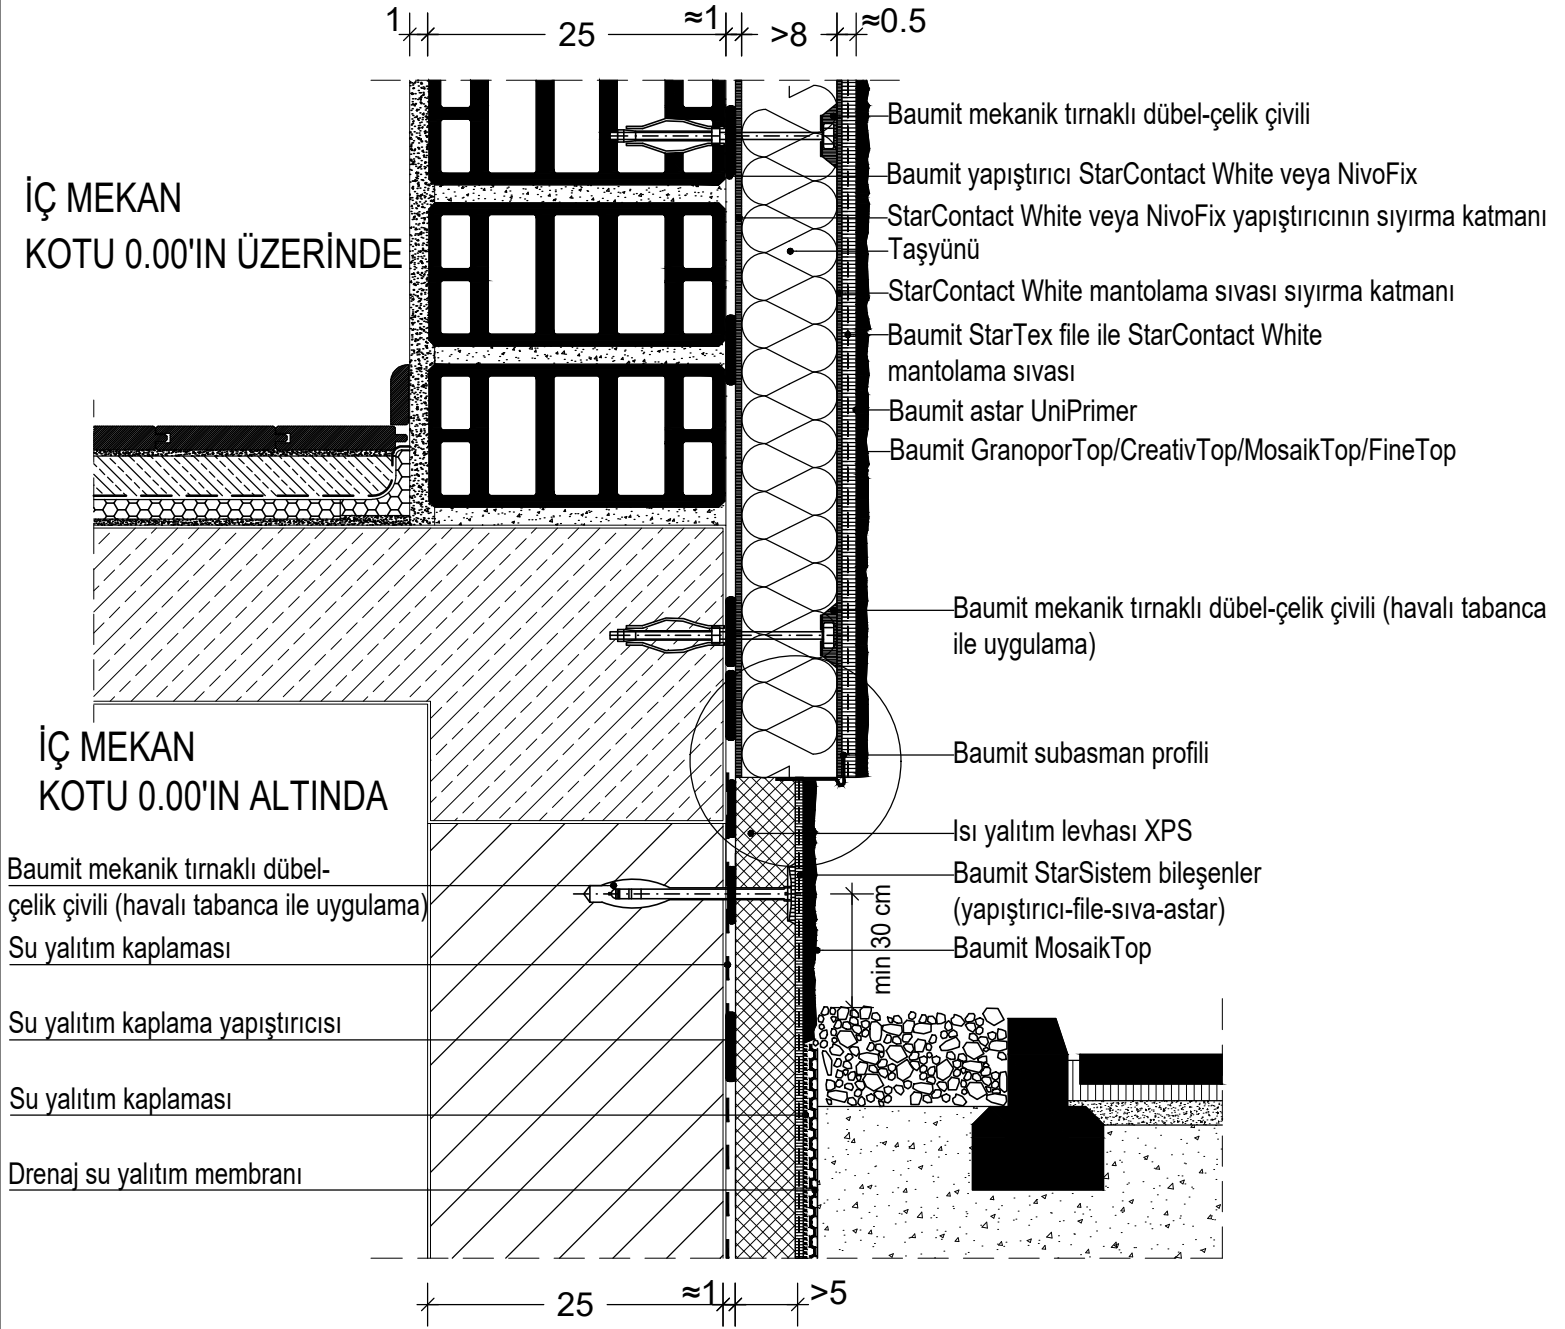 1 25 ≈1 >8 ≈0.5
Baumit mekanik tırnaklı dübel-çelik çivili
Baumit yapıştırıcı StarContact White veya NivoFix
StarContact White veya NivoFix yapıştırıcının sıyırma katmanı
Taşyünü
StarContact White mantolama sıvası sıyırma katmanı
Baumit StarTex file ile StarContact White
mantolama sıvası
Baumit astar UniPrimer
Baumit GranoporTop/CreativTop/MosaikTop/FineTop
İÇ MEKAN
KOTU 0.00'IN ÜZERİNDE
Baumit mekanik tırnaklı dübel-çelik çivili (havalı tabanca
ile uygulama)
Baumit subasman profili
Isı yalıtım levhası XPS
Baumit StarSistem bileşenler
(yapıştırıcı-file-sıva-astar)
Baumit MosaikTop
min 30 cm
İÇ MEKAN
KOTU 0.00'IN ALTINDA
Baumit mekanik tırnaklı dübel-
çelik çivili (havalı tabanca ile uygulama)
Su yalıtım kaplaması
Su yalıtım kaplama yapıştırıcısı
Su yalıtım kaplaması
Drenaj su yalıtım membranı
25 ≈1 >5